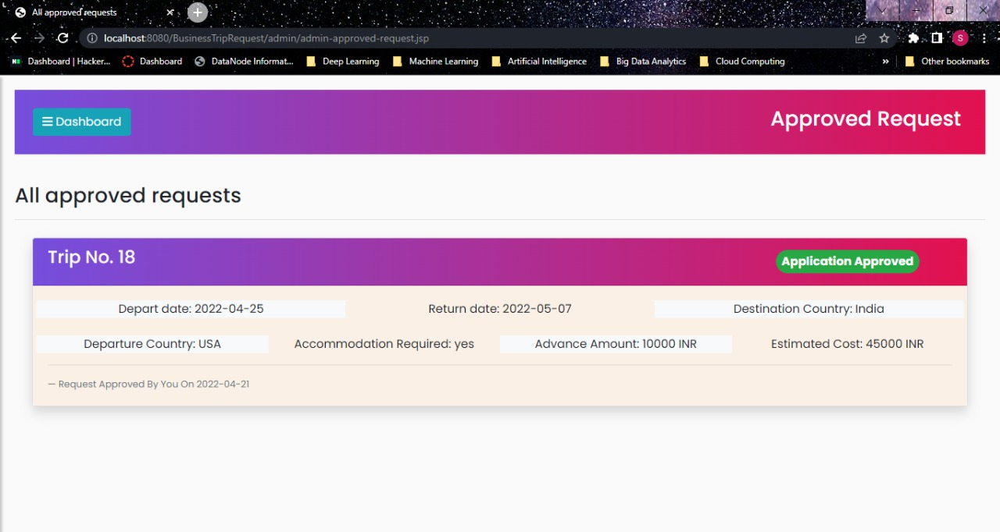 All approved requests
localhost:8080/BusinessTripRequest/admin/admin-approved-request.jsp
S
Dashboard | Hacker... Dashboard DataNode Informat... Deep Learning Machine Learning Artificial Intelligence Big Data Analytics Cloud Computing » Other bookmarks
Dashboard Approved Request
All approved requests
Trip No. 18 Application Approved
Depart date: 2022-04-25 Return date: 2022-05-07 Destination Country: India
Departure Country: USA Accommodation Required: yes Advance Amount: 10000 INR Estimated Cost: 45000 INR
— Request Approved By You On 2022-04-21